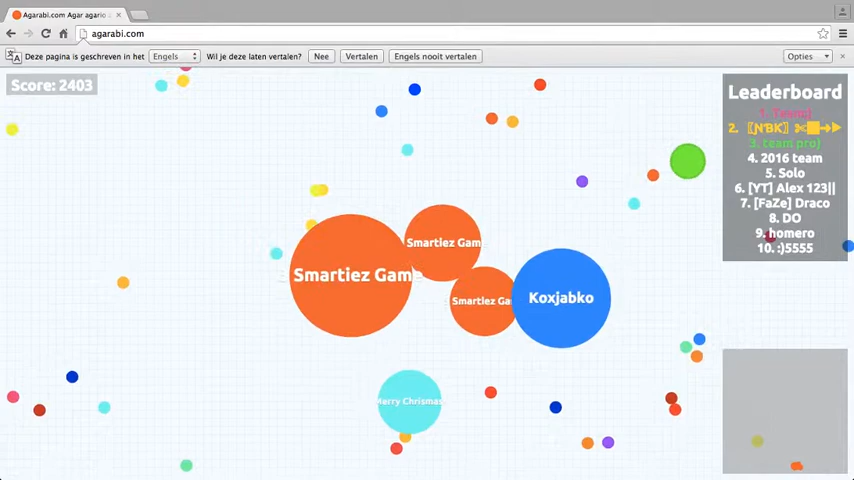 Agarabi.com Agar agario a
agarabi.com
Deze pagina is geschreven in het Engels Wil je deze laten vertalen? Nee Vertalen Engels nooit vertalen Opties
Score: 2403
Leaderboard
1. Teamz)
2. 〖ƝƁK〗✄■➜►
3. team pro)
4. 2016 team
5. Solo
6. [YT] Alex 123||
7. [FaZe] Draco
8. DO
9. homero
10. :)5555
Smartiez Game
Smartiez Gam
Smartiez Ga
Koxjabko
Merry Chrismas